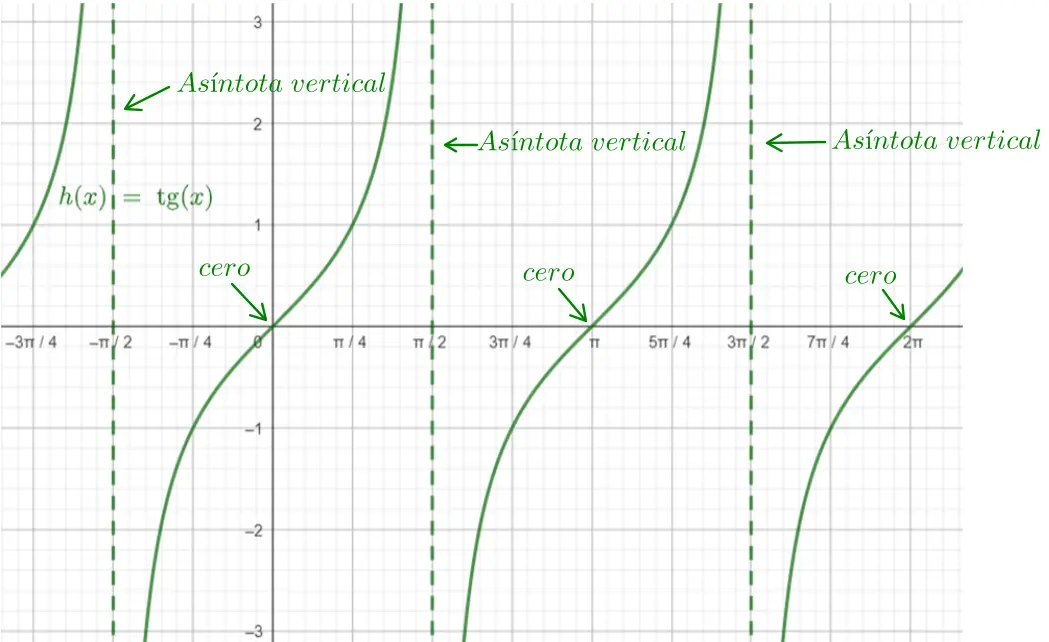 3
Asíntota vertical
2
Asíntota vertical
Asíntota vertical
h(x) = tg(x)
1
cero
cero
cero
−3π / 4 −π / 2 −π / 4 0 π / 4 π / 2 3π / 4 π 5π / 4 3π / 2 7π / 4 2π
−1
−2
−3